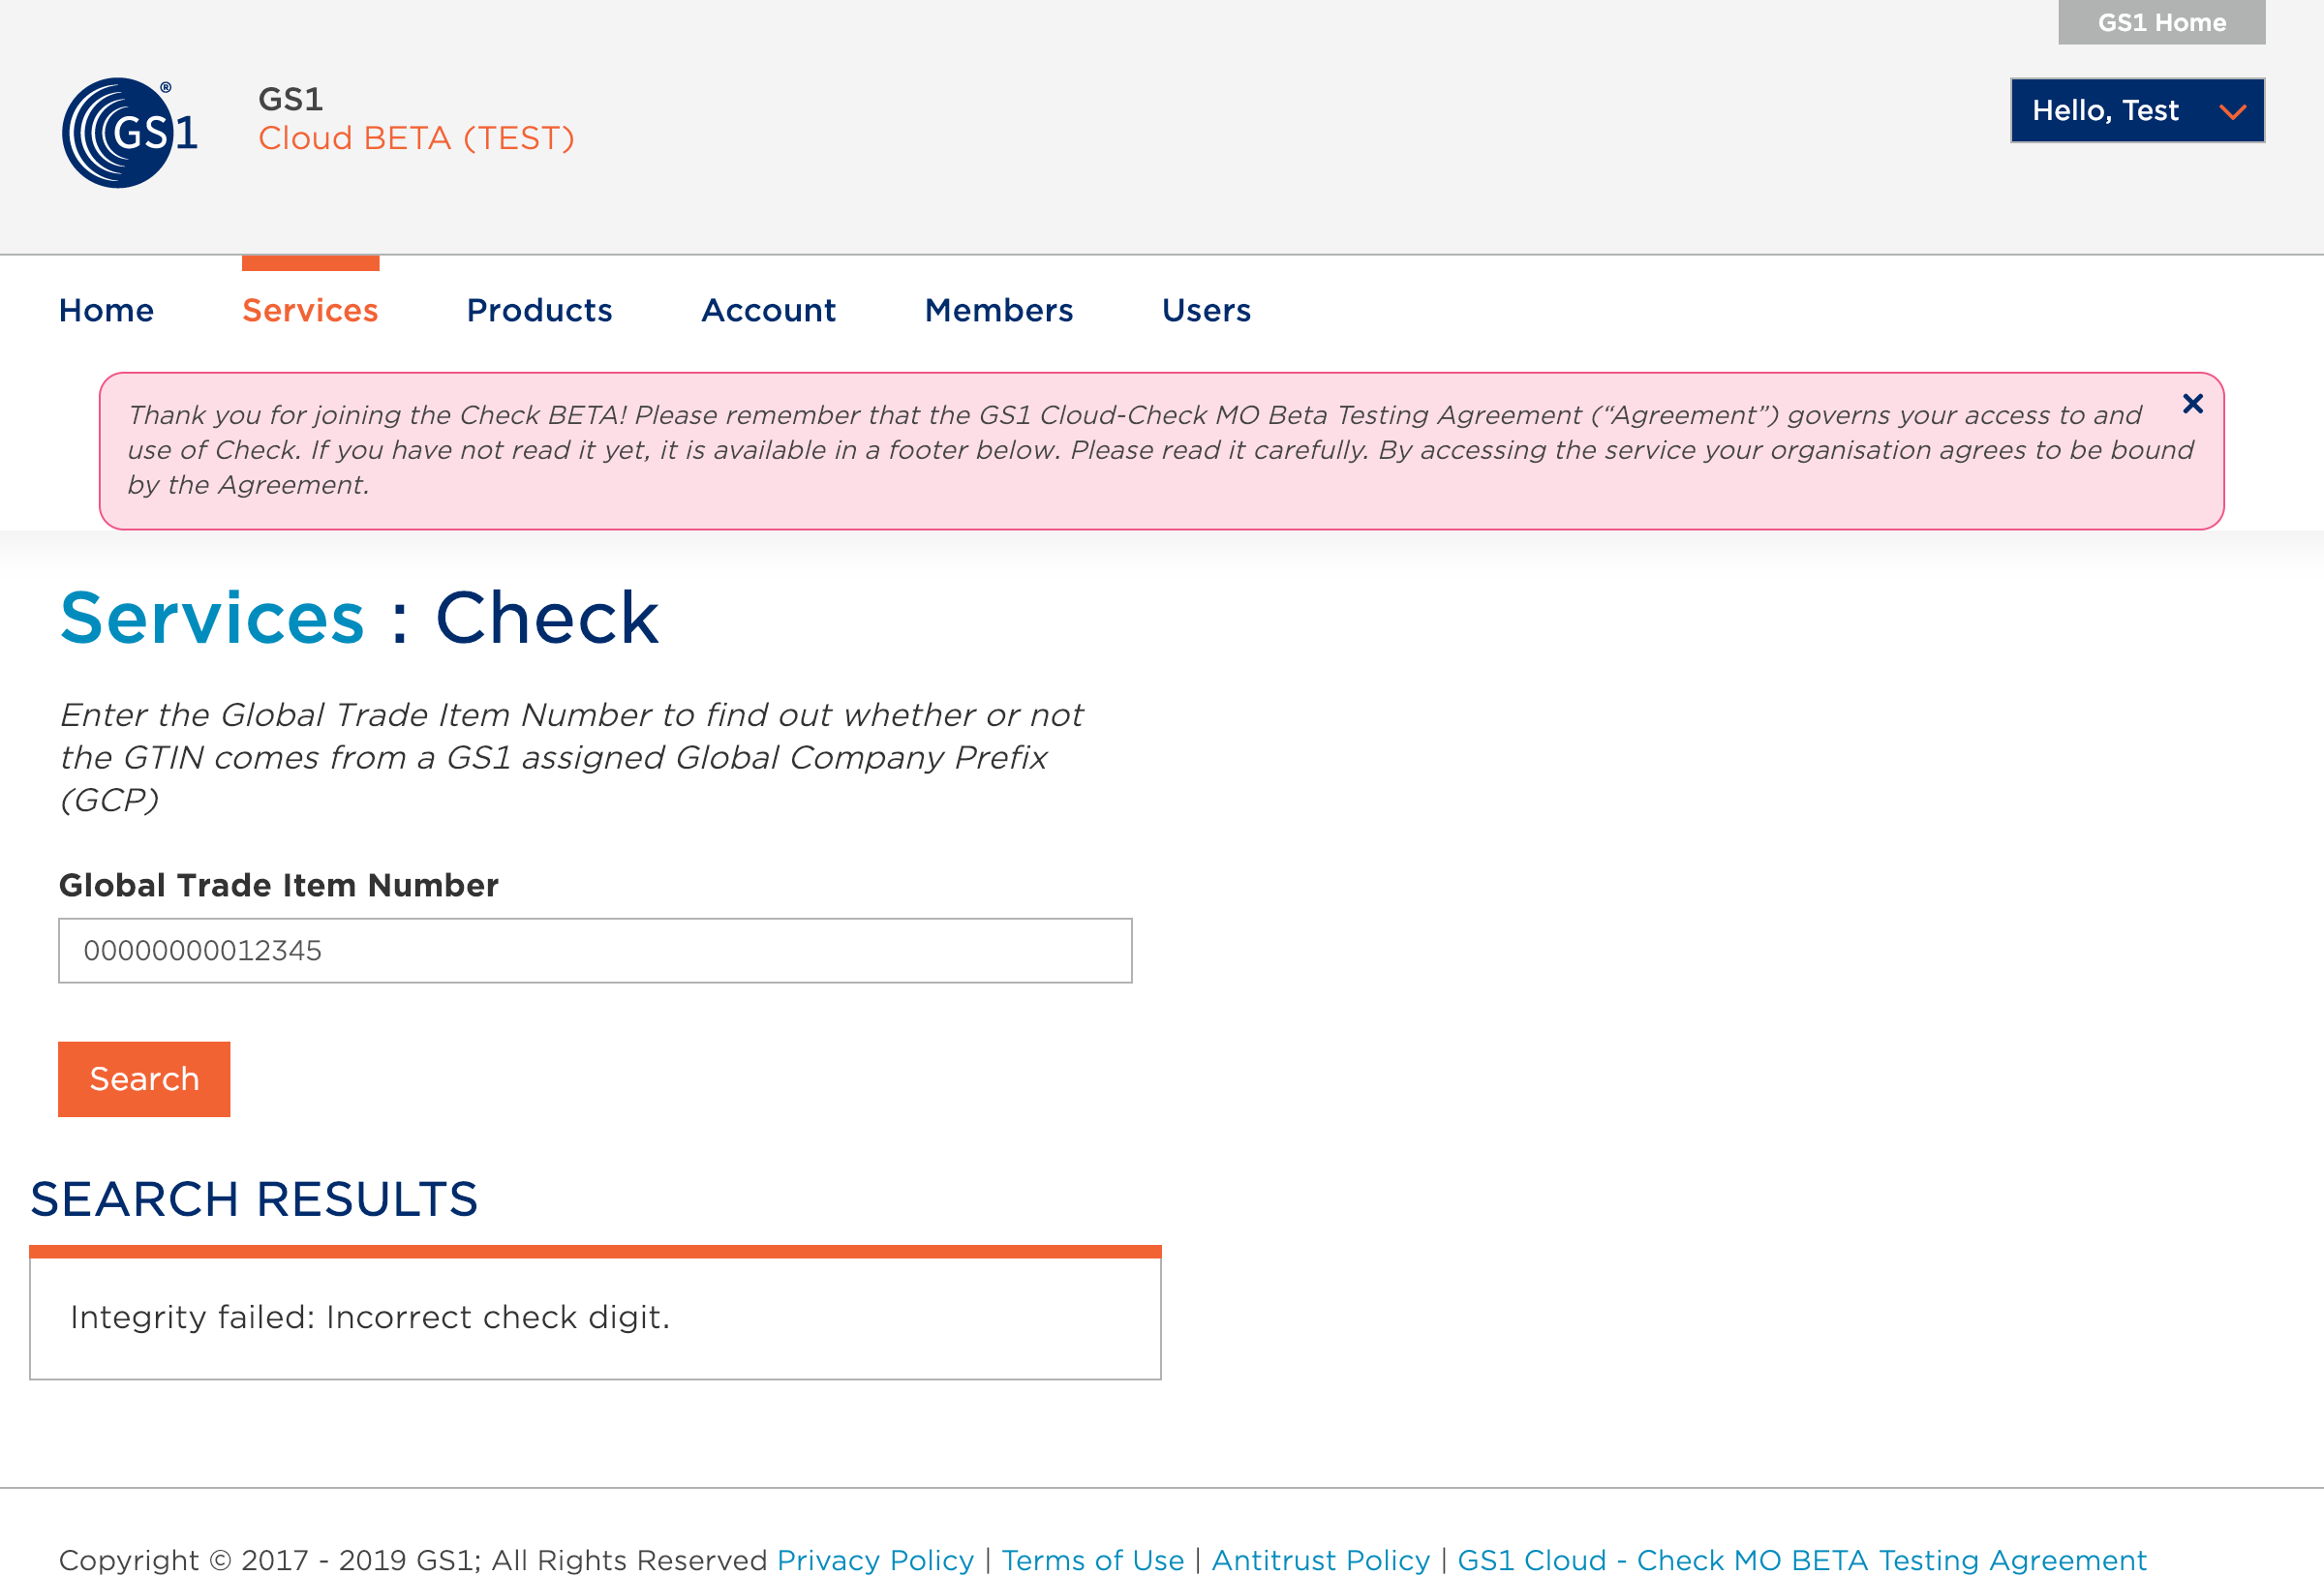 GS1 Home
GS1®
GS1
Cloud BETA (TEST)
Hello, Test
Home Services Products Account Members Users
Thank you for joining the Check BETA! Please remember that the GS1 Cloud-Check MO Beta Testing Agreement (“Agreement”) governs your access to and
use of Check. If you have not read it yet, it is available in a footer below. Please read it carefully. By accessing the service your organisation agrees to be bound
by the Agreement.
Services : Check
Enter the Global Trade Item Number to find out whether or not
the GTIN comes from a GS1 assigned Global Company Prefix
(GCP)
Global Trade Item Number
00000000012345
Search
SEARCH RESULTS
Integrity failed: Incorrect check digit.
Copyright © 2017 - 2019 GS1; All Rights Reserved Privacy Policy | Terms of Use | Antitrust Policy | GS1 Cloud - Check MO BETA Testing Agreement